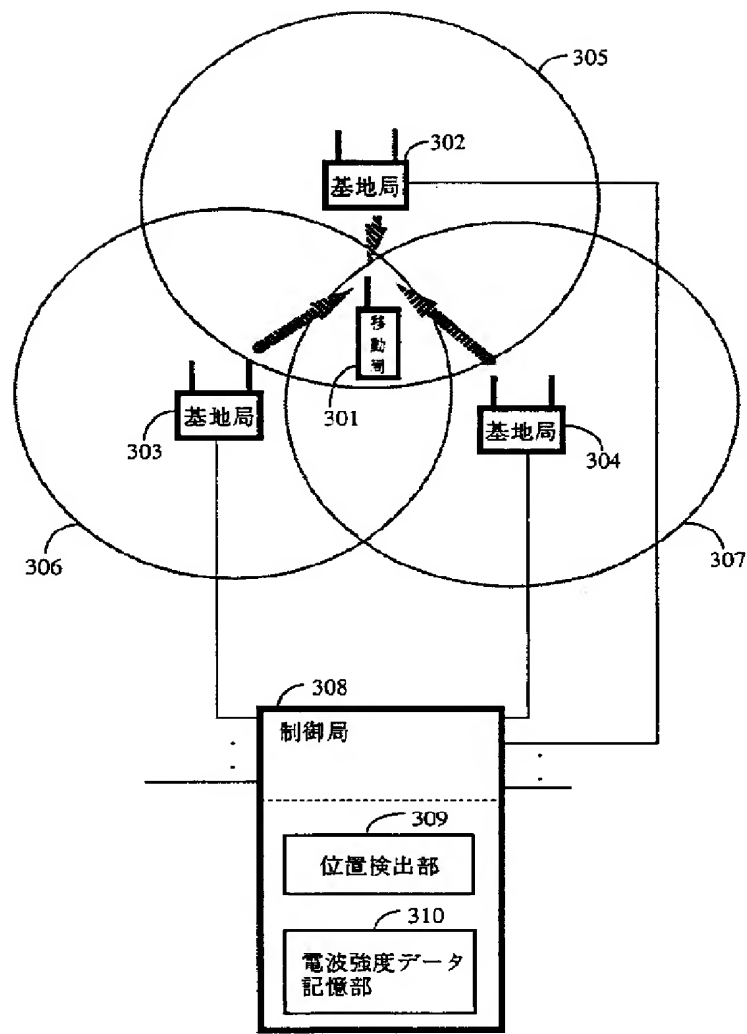 305
302
基地局
移動局
301
303
基地局
基地局
304
306
307
308
制御局
309
位置検出部
310
電波強度データ
記憶部